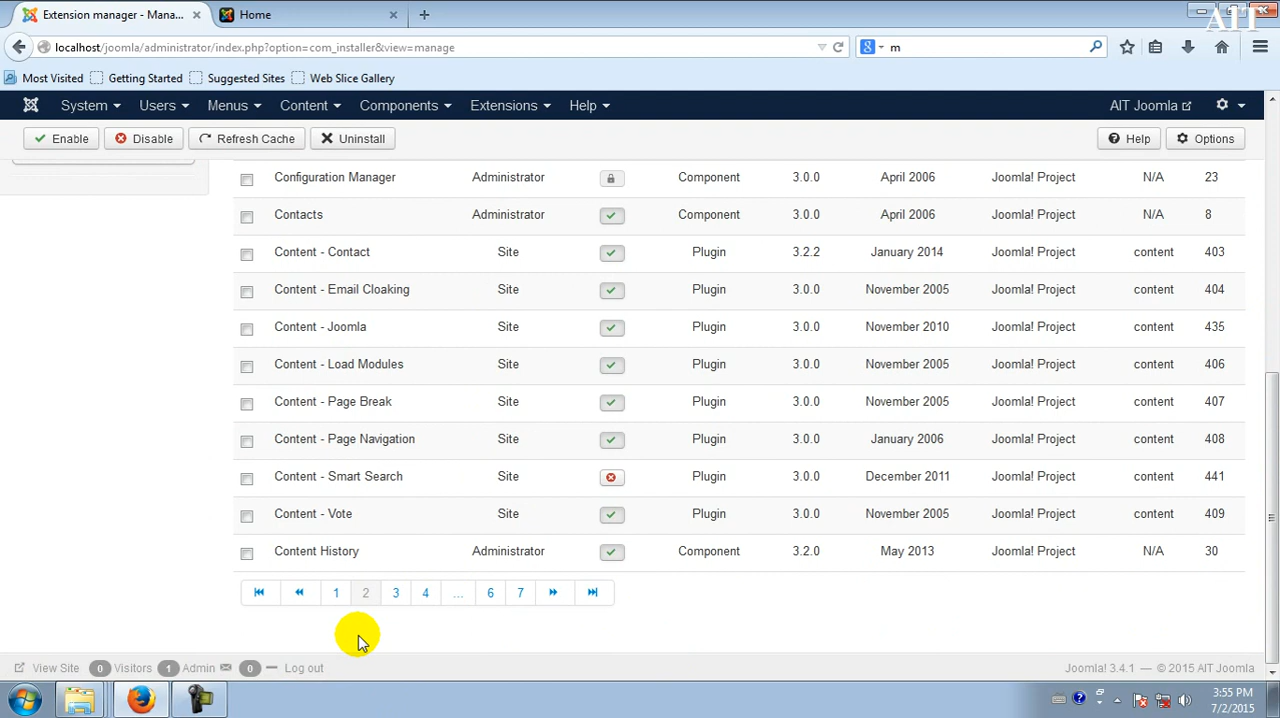 Extension manager - Mana...
Home
AIT
localhost/joomla/administrator/index.php?option=com_installer&view=manage
m
Most Visited
Getting Started
Suggested Sites
Web Slice Gallery
System Users Menus Content Components Extensions Help
AIT Joomla
Enable Disable Refresh Cache Uninstall
Help Options
Configuration Manager Administrator Component 3.0.0 April 2006 Joomla! Project N/A 23
Contacts Administrator Component 3.0.0 April 2006 Joomla! Project N/A 8
Content - Contact Site Plugin 3.2.2 January 2014 Joomla! Project content 403
Content - Email Cloaking Site Plugin 3.0.0 November 2005 Joomla! Project content 404
Content - Joomla Site Plugin 3.0.0 November 2010 Joomla! Project content 435
Content - Load Modules Site Plugin 3.0.0 November 2005 Joomla! Project content 406
Content - Page Break Site Plugin 3.0.0 November 2005 Joomla! Project content 407
Content - Page Navigation Site Plugin 3.0.0 January 2006 Joomla! Project content 408
Content - Smart Search Site Plugin 3.0.0 December 2011 Joomla! Project content 441
Content - Vote Site Plugin 3.0.0 November 2005 Joomla! Project content 409
Content History Administrator Component 3.2.0 May 2013 Joomla! Project N/A 30
1 2 3 4 ... 6 7
View Site 0 Visitors 1 Admin 0 Log out
Joomla! 3.4.1 — © 2015 AIT Joomla
3:55 PM
7/2/2015